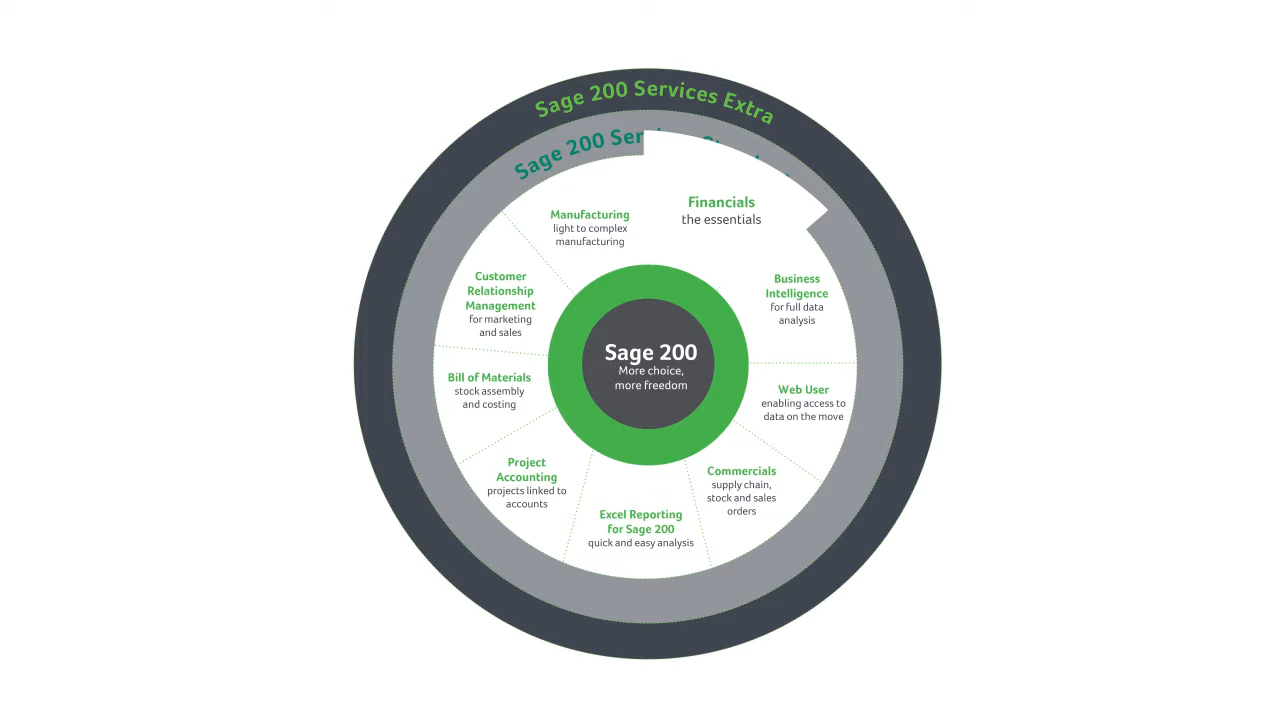 Sage 200 Services Extra
Sage 200
Financials
the essentials
Manufacturing
light to complex
manufacturing
Customer
Relationship
Management
for marketing
and sales
Business
Intelligence
for full data
analysis
Sage 200
More choice,
more freedom
Bill of Materials
stock assembly
and costing
Web User
enabling access to
data on the move
Project
Accounting
projects linked to
accounts
Commercials
supply chain,
stock and sales
orders
Excel Reporting
for Sage 200
quick and easy analysis